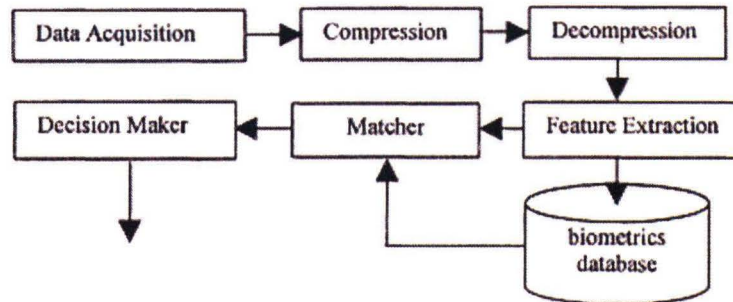 Data Acquisition
Compression
Decompression
Decision Maker
Matcher
Feature Extraction
biometrics
database